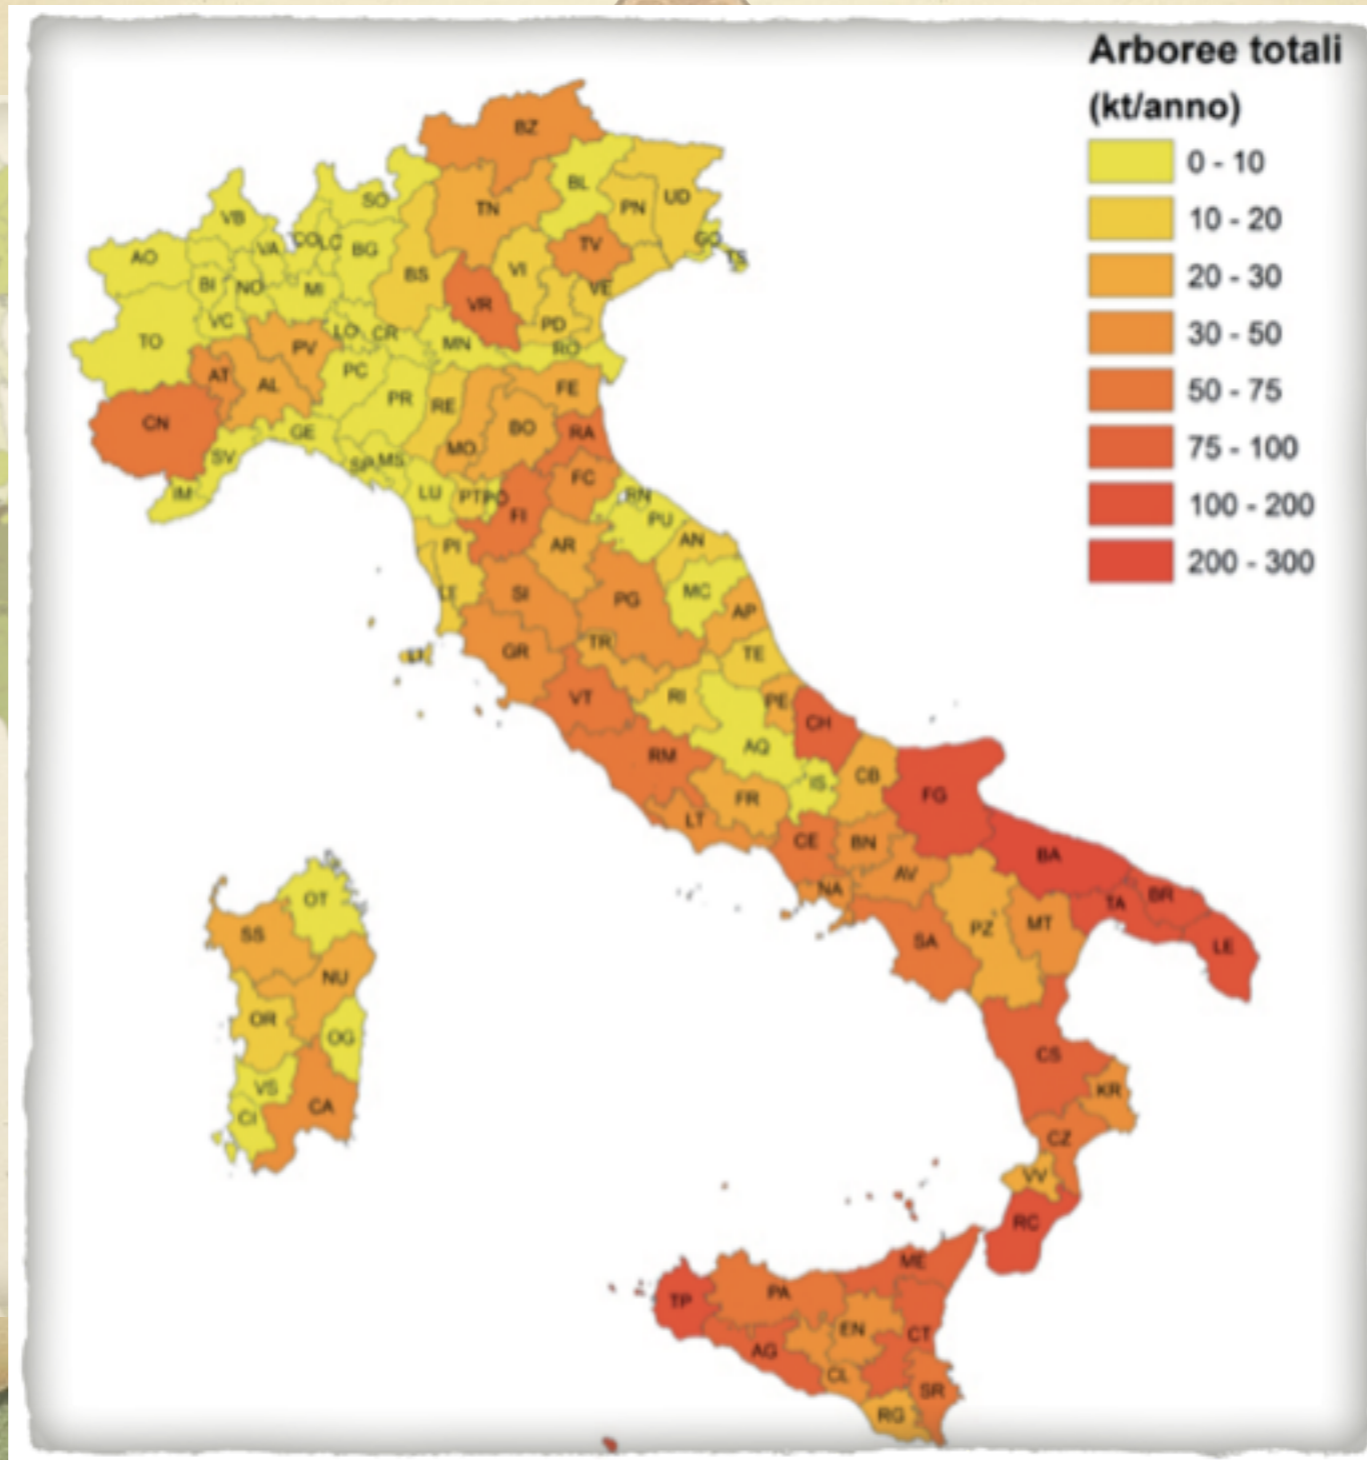 Arboree totali
(kt/anno)
0 - 10
10 - 20
20 - 30
30 - 50
50 - 75
75 - 100
100 - 200
200 - 300
BZ
BL
SO
TN
PN
UD
VB
VA
CO
LC
BG
TV
GO
TS
AO
BI
NO
MI
BS
VI
VE
VR
VC
TO
LO
CR
PD
PV
MN
RO
AT
AL
PC
PR
RE
FE
CN
GE
MO
BO
RA
SV
SP
MS
FC
IM
LU
PT
PO
FI
RN
PU
PI
AR
AN
LI
SI
PG
MC
AP
GR
TR
TE
LI
VT
RI
PE
CH
RM
AQ
IS
CB
FR
FG
LT
CE
BN
BA
NA
AV
TA
BR
OT
SS
SA
PZ
MT
LE
NU
OR
OG
CS
VS
CI
CA
KR
CZ
VV
RC
ME
TP
PA
EN
CT
AG
CL
SR
RG